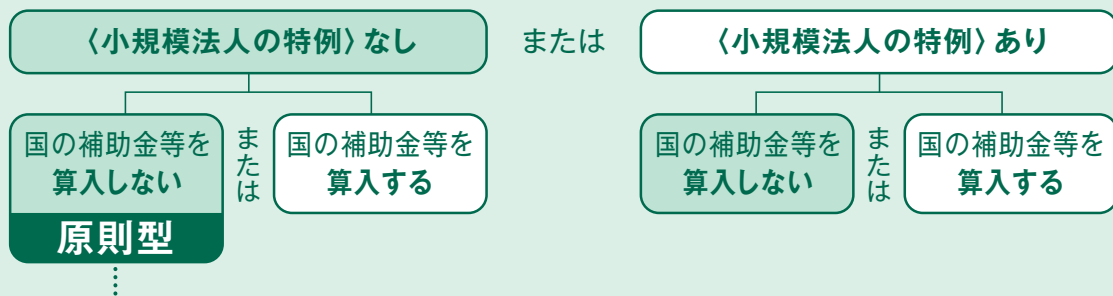 〈小規模法人の特例〉なし
または
〈小規模法人の特例〉あり
国の補助金等を
算入しない
または
国の補助金等を
算入する
国の補助金等を
算入しない
または
国の補助金等を
算入する
原則型